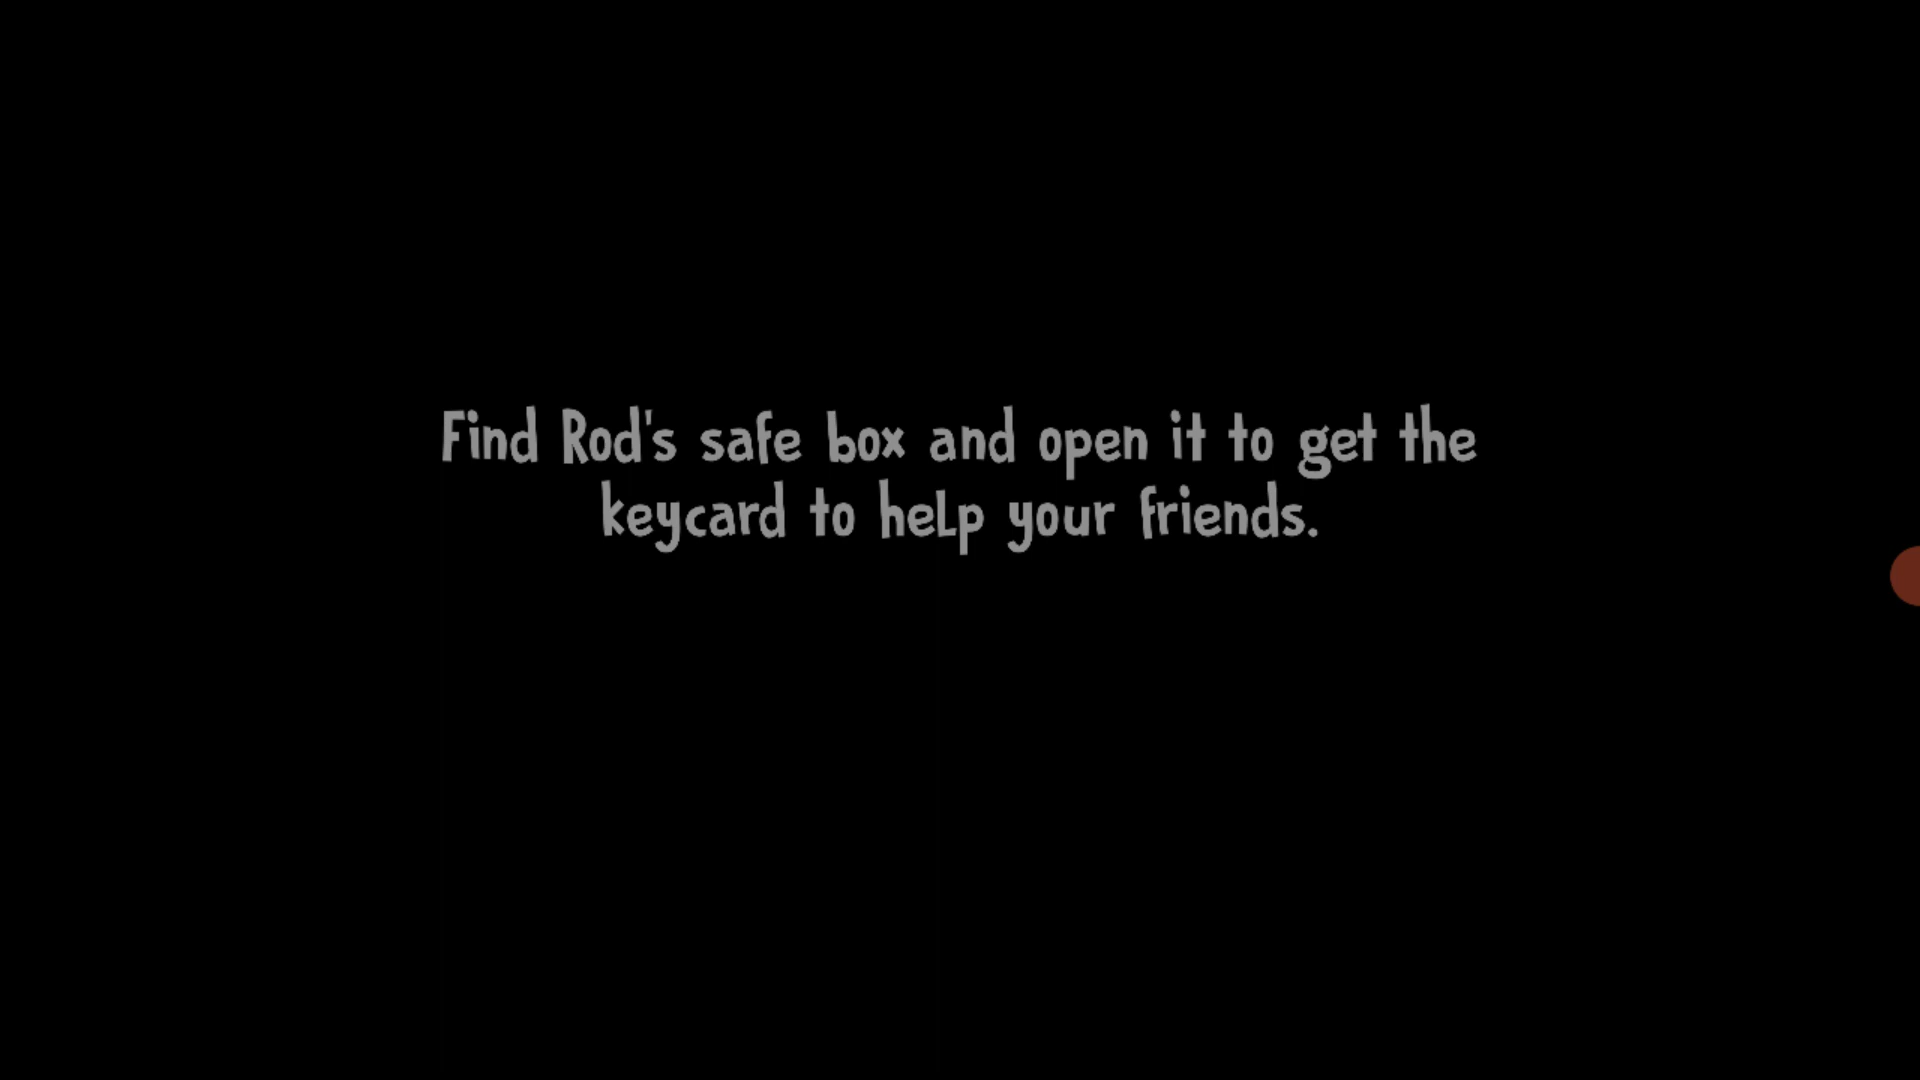 Find Rod's safe box and open it to get the
keycard to help your friends.